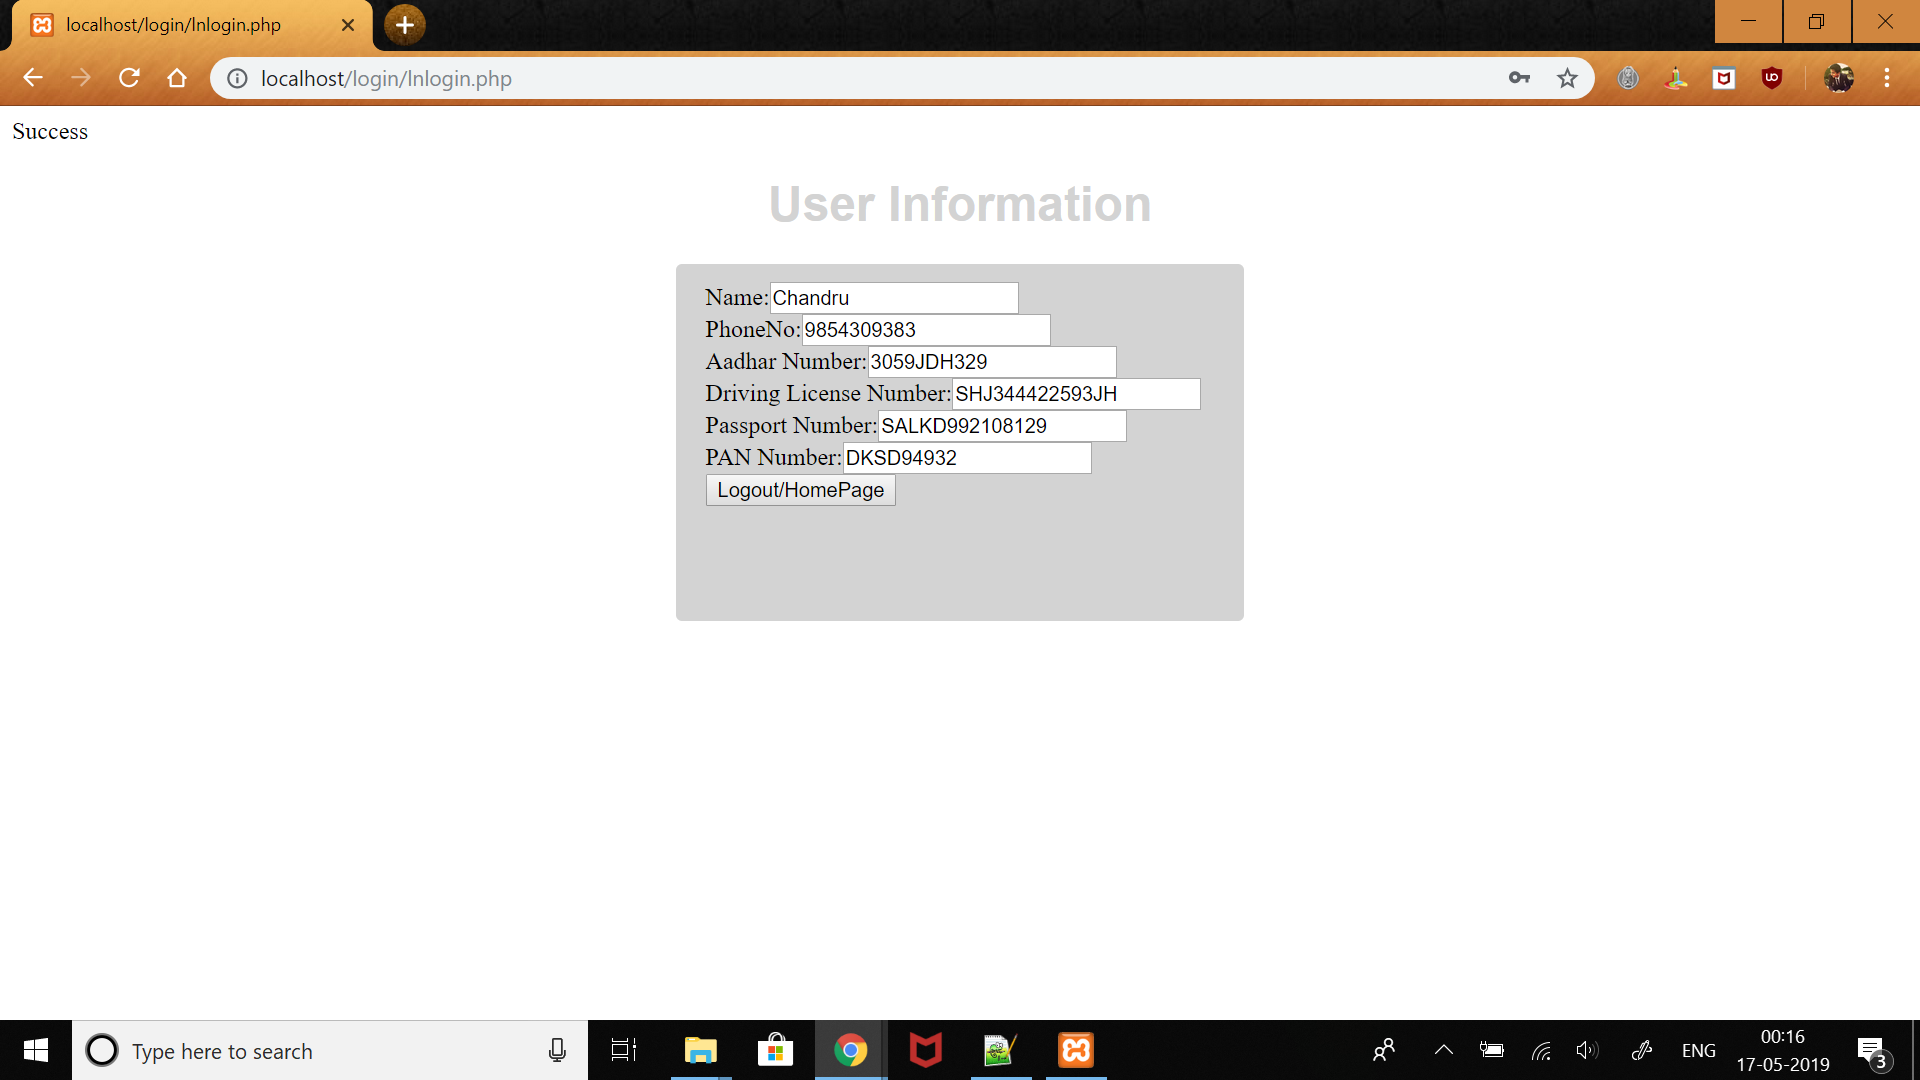 localhost/login/lnlogin.php
localhost/login/lnlogin.php
Success
User Information
Name:Chandru
PhoneNo:9854309383
Aadhar Number:3059JDH329
Driving License Number:SHJ344422593JH
Passport Number:SALKD992108129
PAN Number:DKSD94932
Logout/HomePage
Type here to search
ENG
00:16
17-05-2019
3